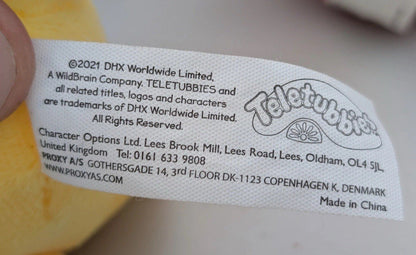 ©2021 DHX Worldwide Limited.
A WildBrain Company. TELETUBBIES and
all related titles, logos and characters
are trademarks of DHX Worldwide Limited.
All Rights Reserved.
Teletubbies
Character Options Ltd. Lees Brook Mill, Lees Road, Lees, Oldham, OL4 5JL,
United Kingdom Tel: 0161 633 9808
PROXY A/S GOTHERSGADE 14, 3rd FLOOR DK-1123 COPENHAGEN K, DENMARK
WWW.PROXYAS.COM
Made in China